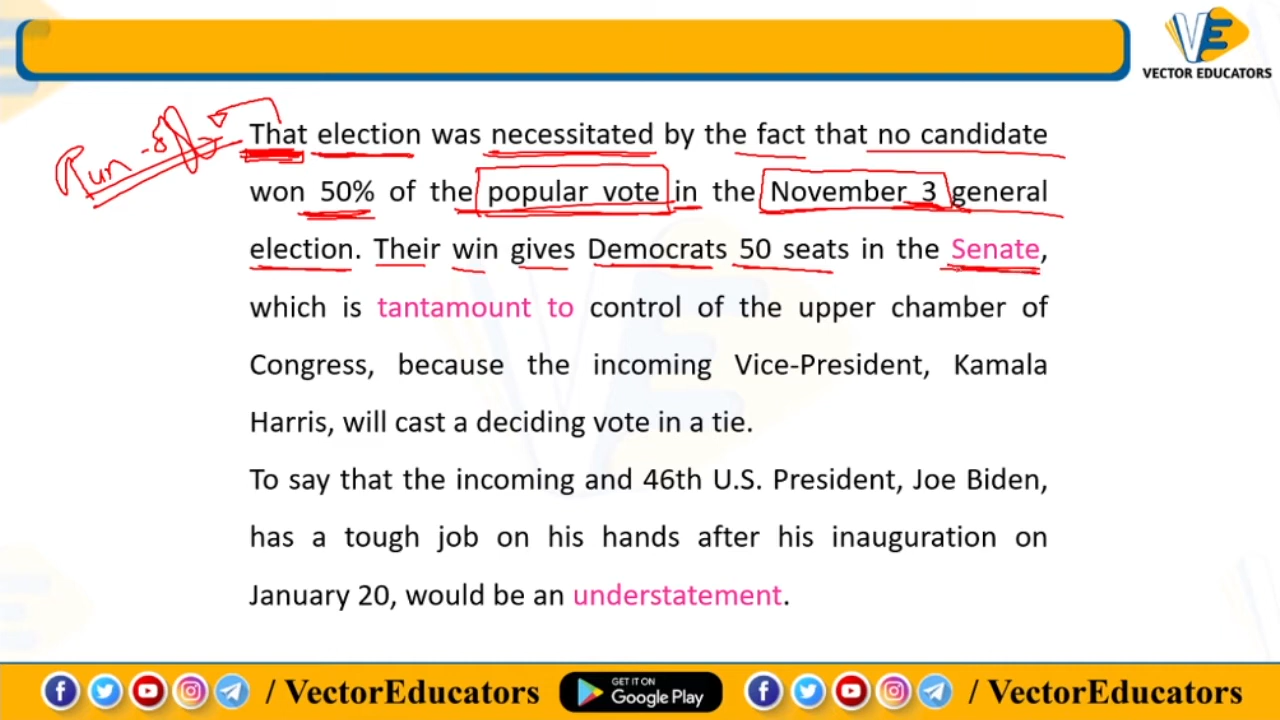 VE
VECTOR EDUCATORS
Run-off
That election was necessitated by the fact that no candidate
won 50% of the popular vote in the November 3 general
election. Their win gives Democrats 50 seats in the Senate,
which is tantamount to control of the upper chamber of
Congress, because the incoming Vice-President, Kamala
Harris, will cast a deciding vote in a tie.
To say that the incoming and 46th U.S. President, Joe Biden,
has a tough job on his hands after his inauguration on
January 20, would be an understatement.
/ VectorEducators GET IT ON Google Play / VectorEducators